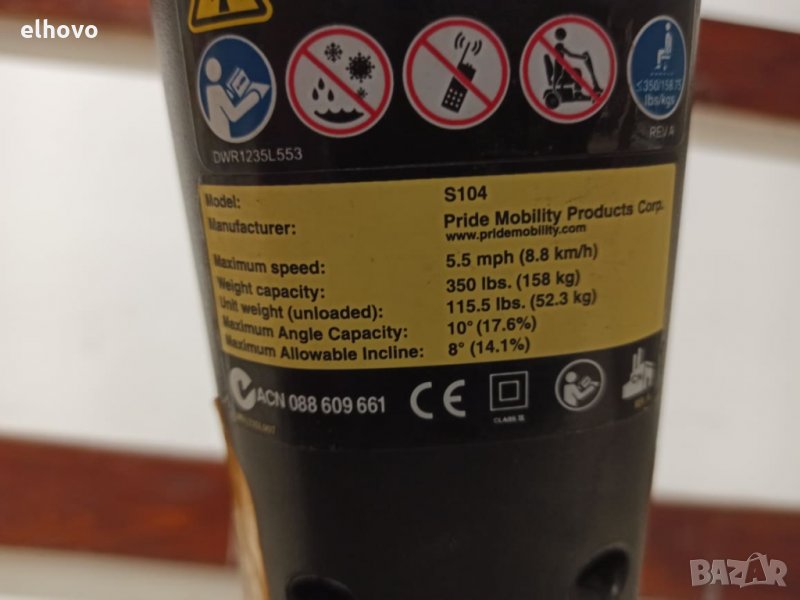 elhovo
≤350/158.75
lbs/kgs
REV A
DWR1235L553
Model: S104
Manufacturer: Pride Mobility Products Corp.
www.pridemobility.com
Maximum speed: 5.5 mph (8.8 km/h)
Weight capacity: 350 lbs. (158 kg)
Unit weight (unloaded): 115.5 lbs. (52.3 kg)
Maximum Angle Capacity: 10° (17.6%)
Maximum Allowable Incline: 8° (14.1%)
ACN 088 609 661
CE
CLASS II
BAZAR